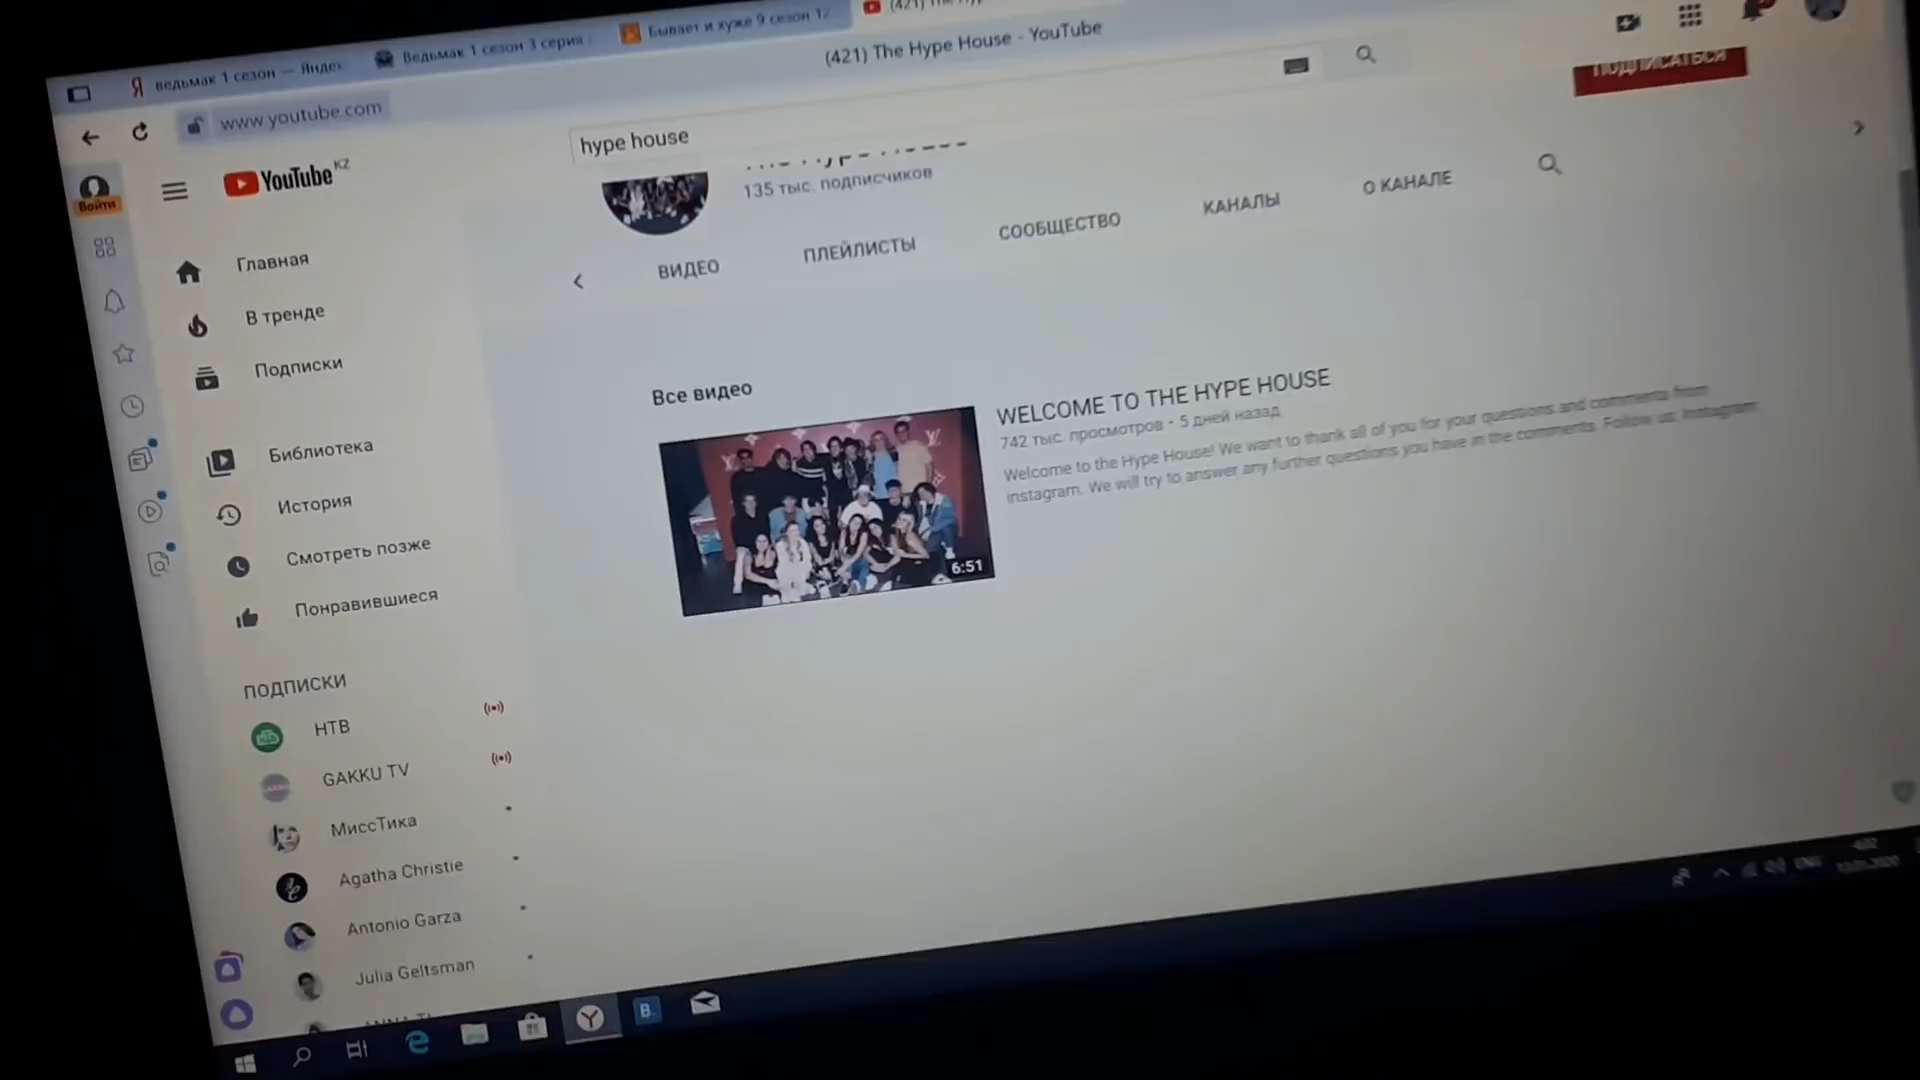 ведьмак 1 сезон — Яндек
Ведьмак 1 сезон 3 серия
Бывает и хуже 9 сезон 12
www.youtube.com
(421) The Hype House - YouTube
Войти
YouTube KZ
hype house
ПОДПИСАТЬСЯ
135 тыс. подписчиков
ВИДЕО
ПЛЕЙЛИСТЫ
СООБЩЕСТВО
КАНАЛЫ
О КАНАЛЕ
Главная
В тренде
Подписки
Библиотека
История
Смотреть позже
Понравившиеся
ПОДПИСКИ
НТВ
GAKKU TV
МиссТика
Agatha Christie
Antonio Garza
Julia Geltsman
Все видео
6:51
WELCOME TO THE HYPE HOUSE
742 тыс. просмотров • 5 дней назад
Welcome to the Hype House! We want to thank all of you for your questions and comments from
instagram. We will try to answer any further questions you have in the comments. Follow us: Instagram:
ENG